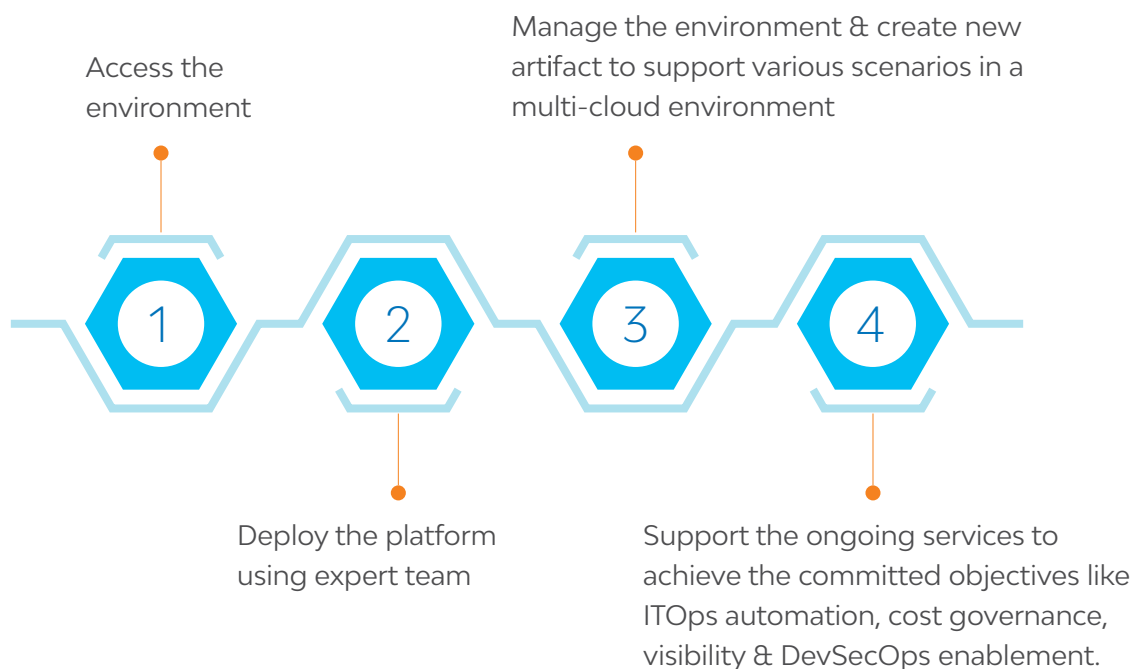 Access the
environment
Manage the environment & create new
artifact to support various scenarios in a
multi-cloud environment
1
2
3
4
Deploy the platform
using expert team
Support the ongoing services to
achieve the committed objectives like
ITOps automation, cost governance,
visibility & DevSecOps enablement.